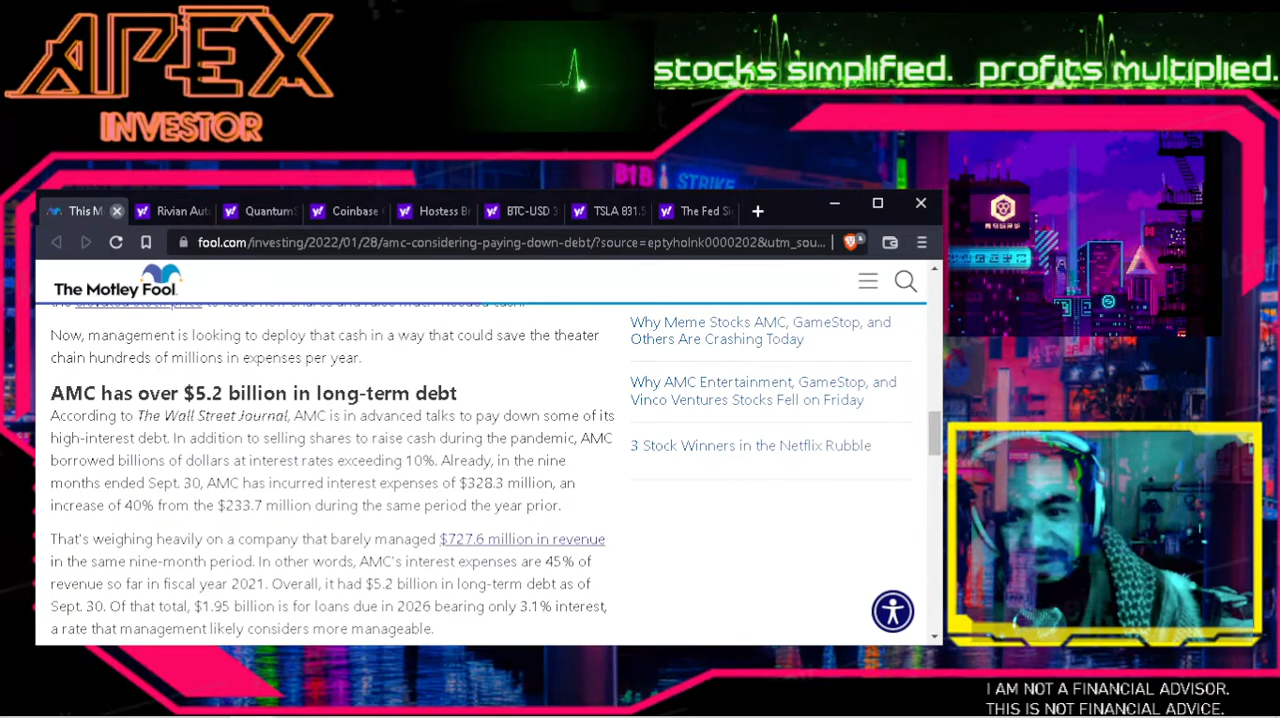 APEX
INVESTOR
stocks simplified. profits multiplied.
STRIKE
This M
Rivian Auto
QuantumS
Coinbase G
Hostess Br
BTC-USD 3
TSLA 831.5
The Fed Si
fool.com/investing/2022/01/28/amc-considering-paying-down-debt/?source=eptyholnk0000202&utm_sou...
The Motley Fool.
Now, management is looking to deploy that cash in a way that could save the theater
chain hundreds of millions in expenses per year.
AMC has over $5.2 billion in long-term debt
According to The Wall Street Journal, AMC is in advanced talks to pay down some of its
high-interest debt. In addition to selling shares to raise cash during the pandemic, AMC
borrowed billions of dollars at interest rates exceeding 10%. Already, in the nine
months ended Sept. 30, AMC has incurred interest expenses of $328.3 million, an
increase of 40% from the $233.7 million during the same period the year prior.
That's weighing heavily on a company that barely managed $727.6 million in revenue
in the same nine-month period. In other words, AMC's interest expenses are 45% of
revenue so far in fiscal year 2021. Overall, it had $5.2 billion in long-term debt as of
Sept. 30. Of that total, $1.95 billion is for loans due in 2026 bearing only 3.1% interest,
a rate that management likely considers more manageable.
Why Meme Stocks AMC, GameStop, and
Others Are Crashing Today
Why AMC Entertainment, GameStop, and
Vinco Ventures Stocks Fell on Friday
3 Stock Winners in the Netflix Rubble
I AM NOT A FINANCIAL ADVISOR.
THIS IS NOT FINANCIAL ADVICE.